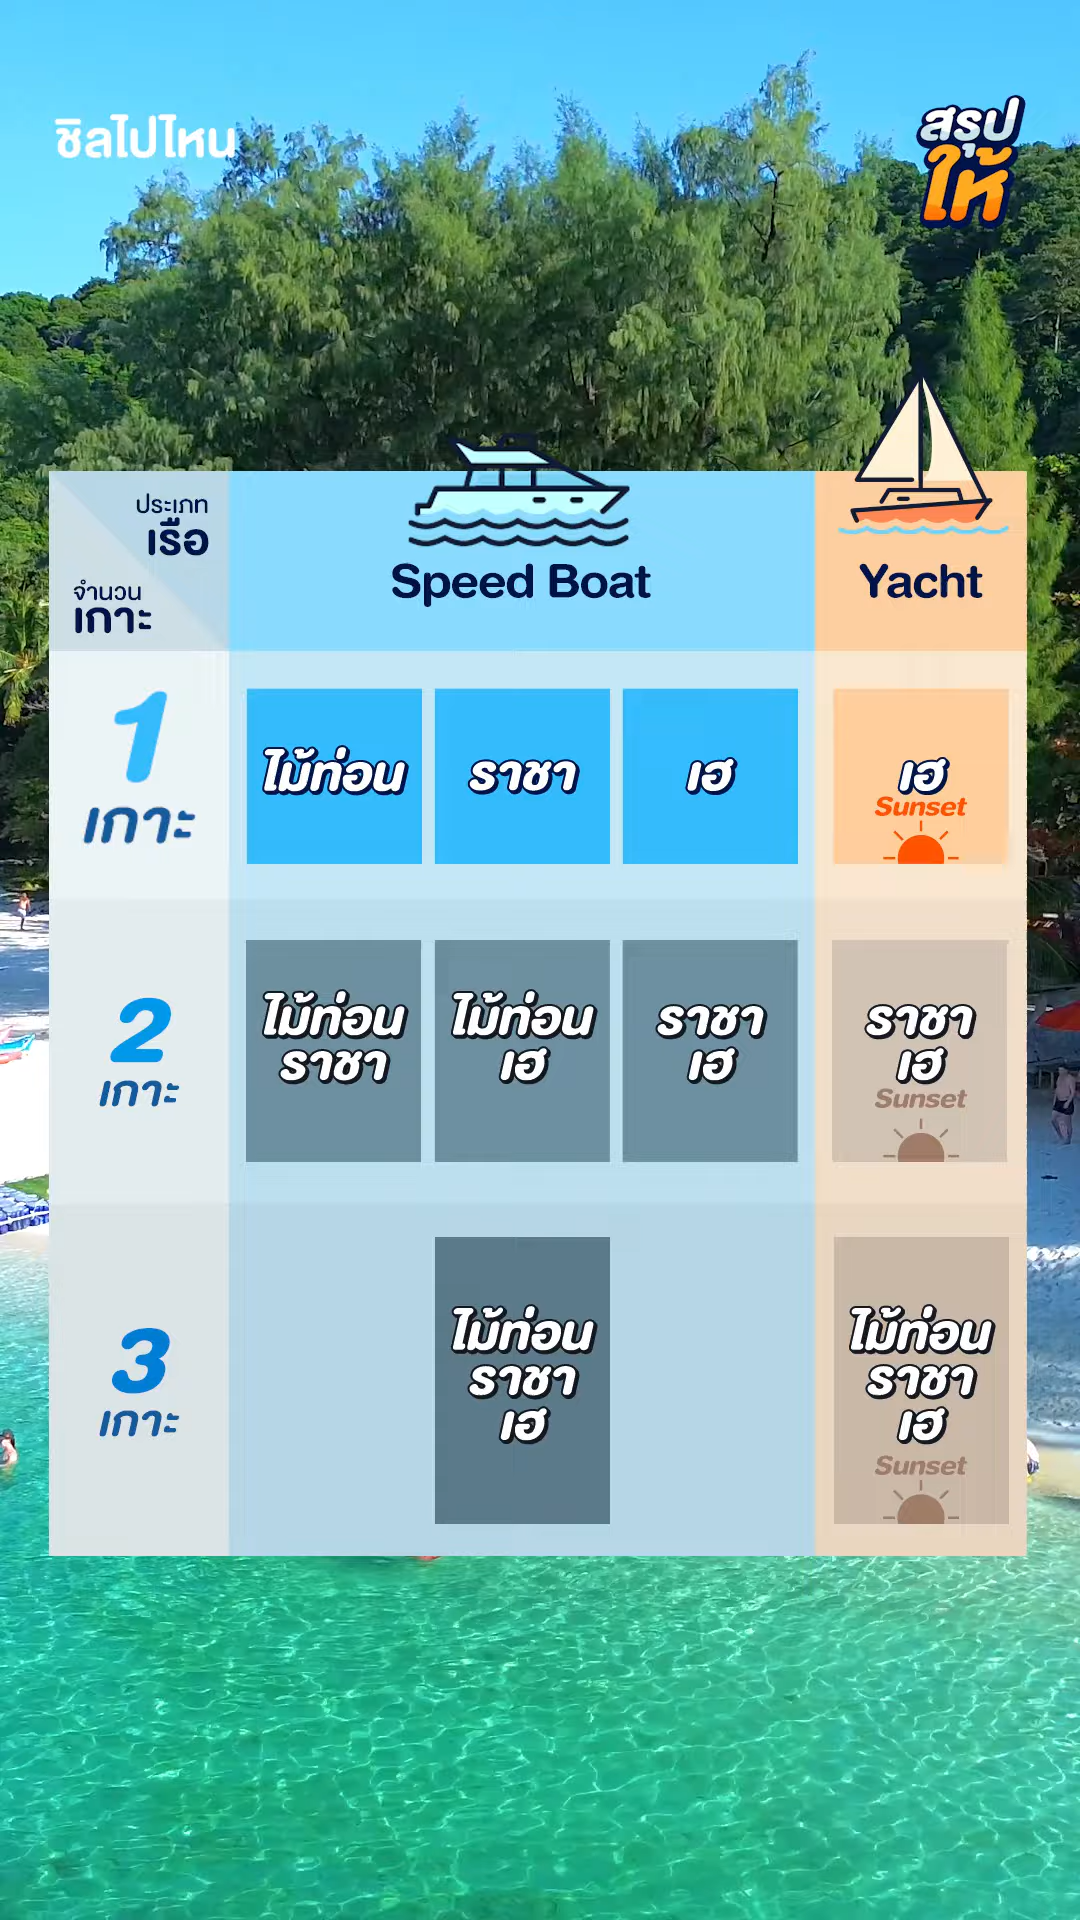 ชิลไปไหน
สรุป
ให้
ประเภท
เรือ
จำนวน
เกาะ
Speed Boat
Yacht
1
เกาะ
ไม้ท่อน
ราชา
เฮ
เฮ
Sunset
2
เกาะ
ไม้ท่อน
ราชา
ไม้ท่อน
เฮ
ราชา
เฮ
ราชา
เฮ
Sunset
3
เกาะ
ไม้ท่อน
ราชา
เฮ
ไม้ท่อน
ราชา
เฮ
Sunset